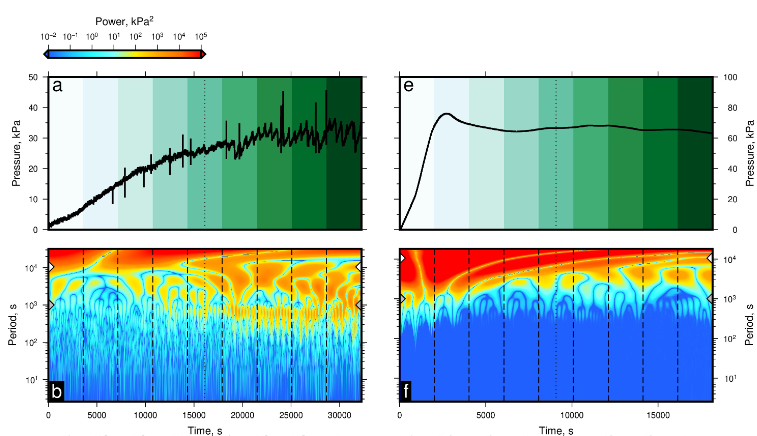 Power, kPa²
10⁻² 10⁻¹ 10⁰ 10¹ 10² 10³ 10⁴ 10⁵
a
50
40
30
20
10
0
Pressure, kPa
e
100
80
60
40
20
0
Pressure, kPa
b
10⁴
10³
10²
10¹
Period, s
0 5000 10000 15000 20000 25000 30000
Time, s
f
10⁴
10³
10²
10¹
Period, s
0 5000 10000 15000
Time, s